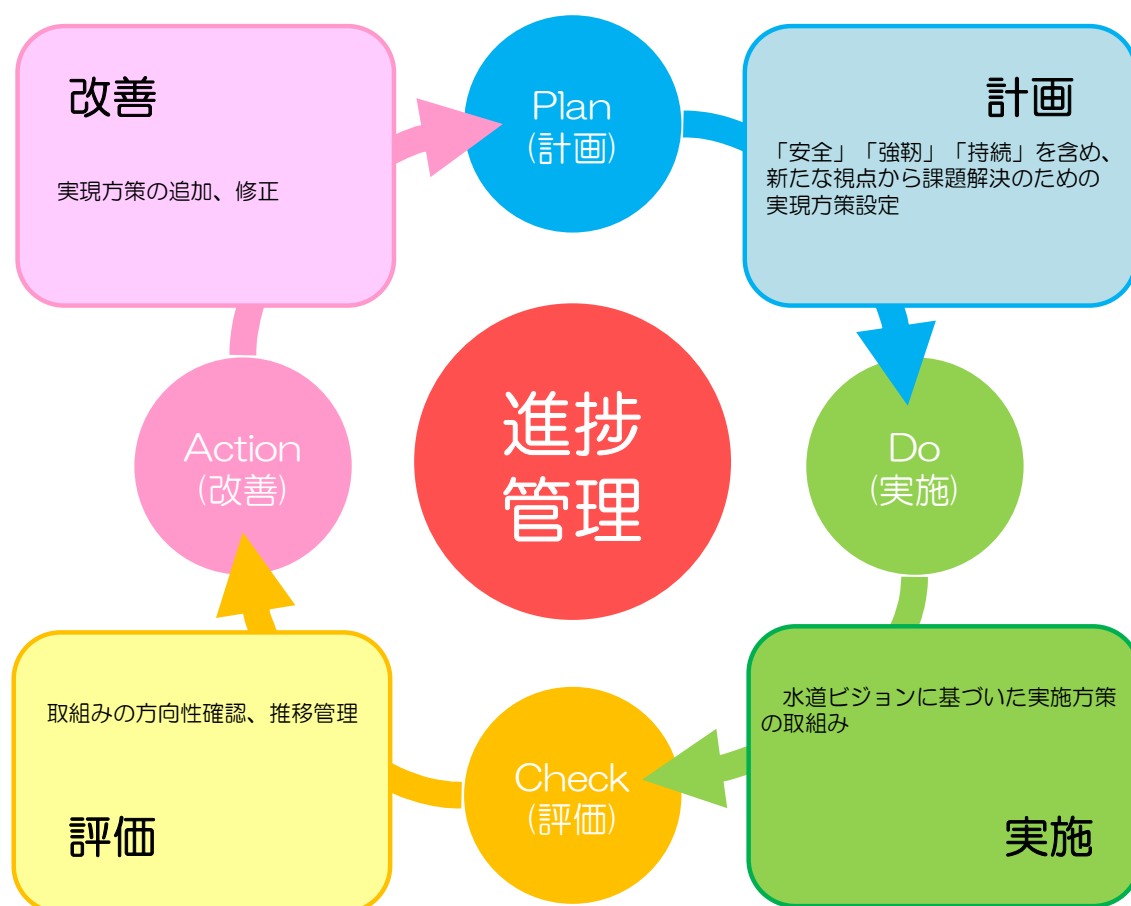 改善
実現方策の追加、修正
Plan
(計画)
計画
「安全」「強靭」「持続」を含め、
新たな視点から課題解決のための
実現方策設定
Action
(改善)
進捗
管理
Do
(実施)
取組みの方向性確認、推移管理
評価
Check
(評価)
水道ビジョンに基づいた実施方策
の取組み
実施